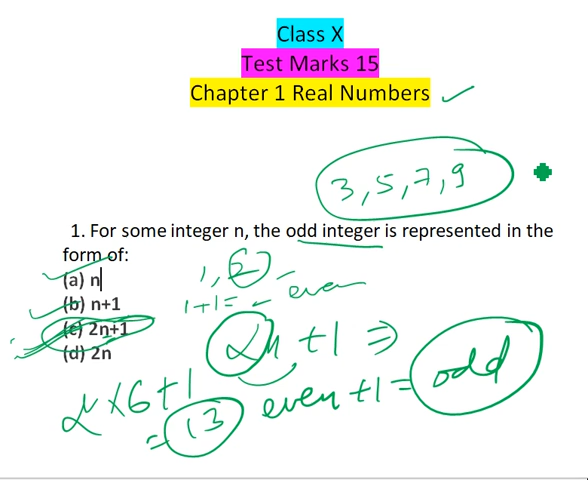 Class X
Test Marks 15
Chapter 1 Real Numbers
3, 5, 7, 9
1. For some integer n, the odd integer is represented in the
form of:
(a) n
1, 2
(b) n+1
1+1= 2 even
(c) 2n+1
2n +1 ⇒
(d) 2n
2×6+1
= 13
even +1 = odd